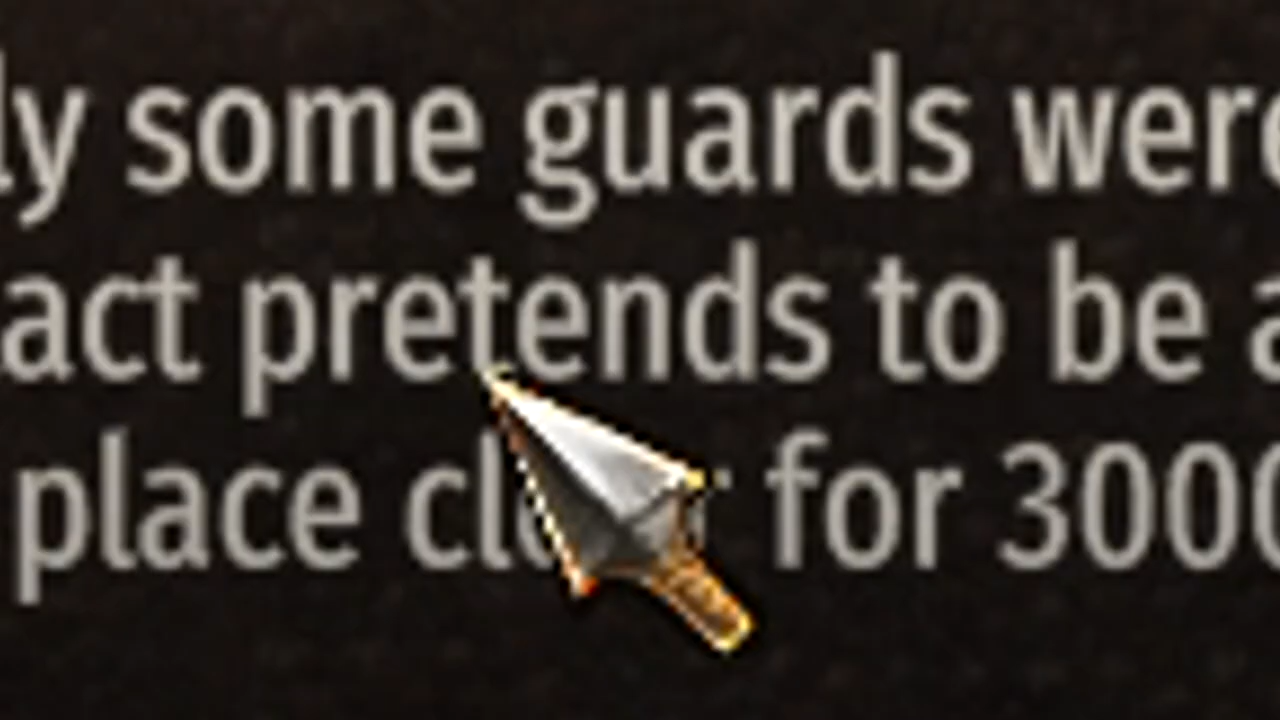 ly some guards were
act pretends to be a
place for 3000